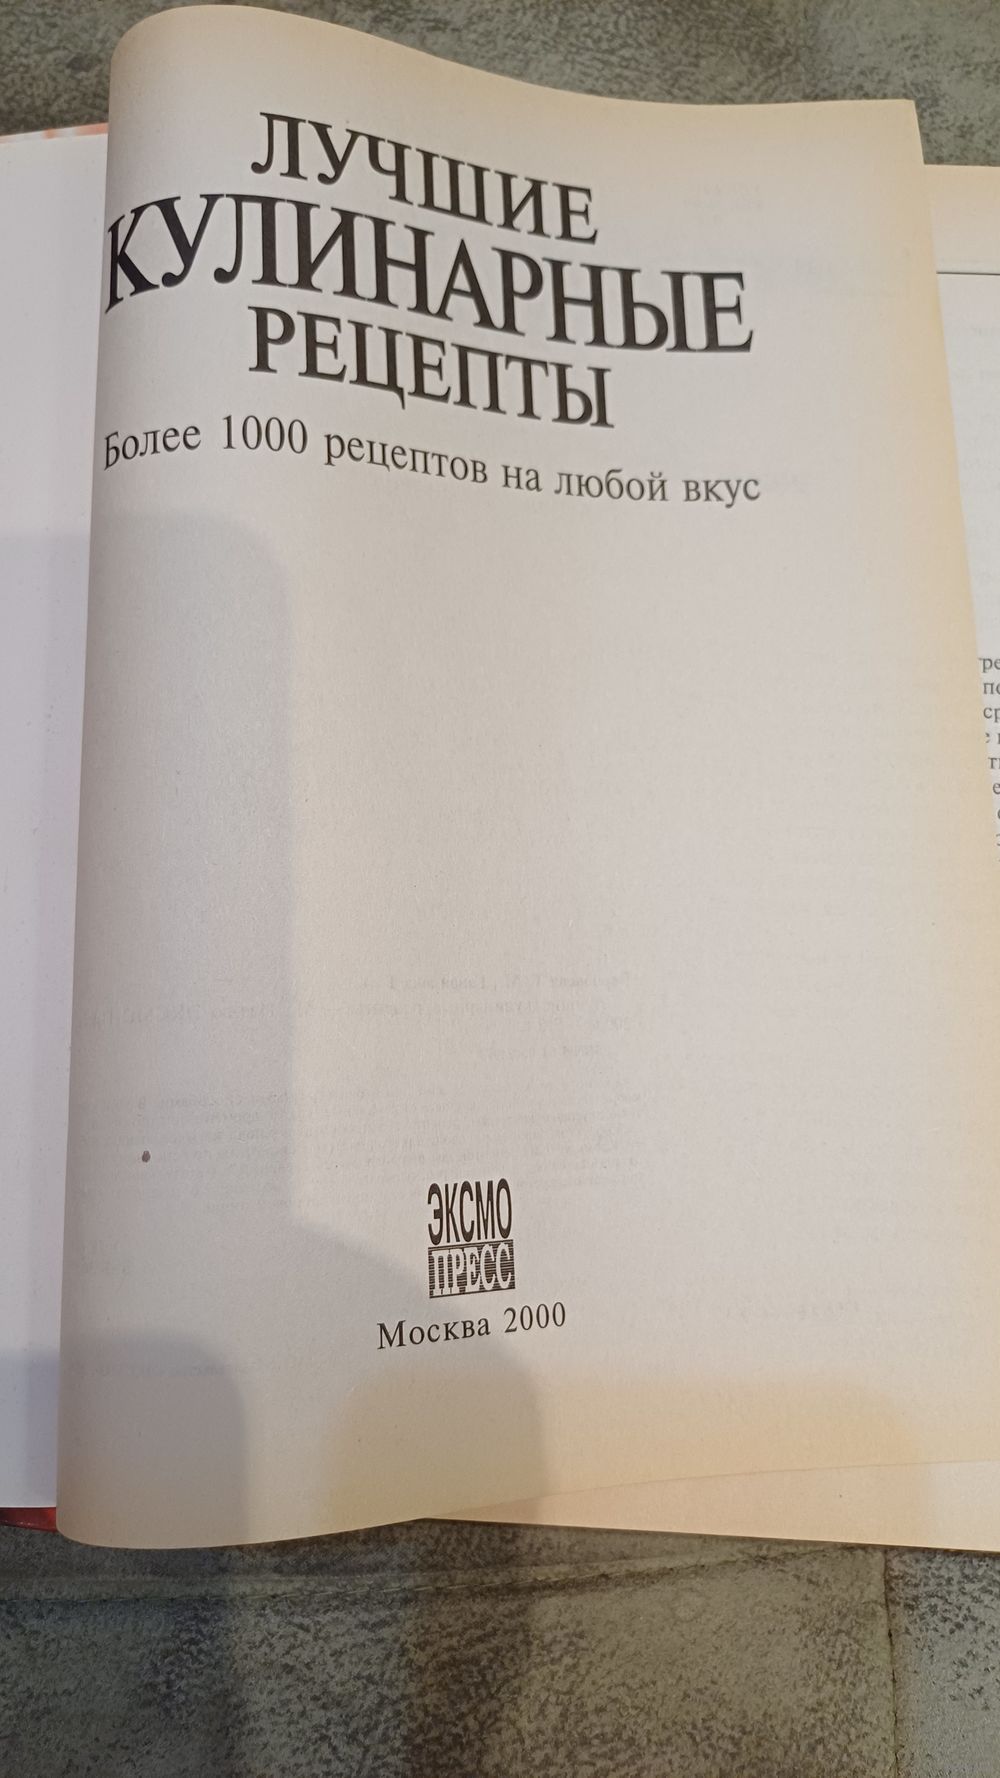 ЛУЧШИЕ
КУЛИНАРНЫЕ
РЕЦЕПТЫ
Более 1000 рецептов на любой вкус
ЭКСМО
ПРЕСС
Москва 2000